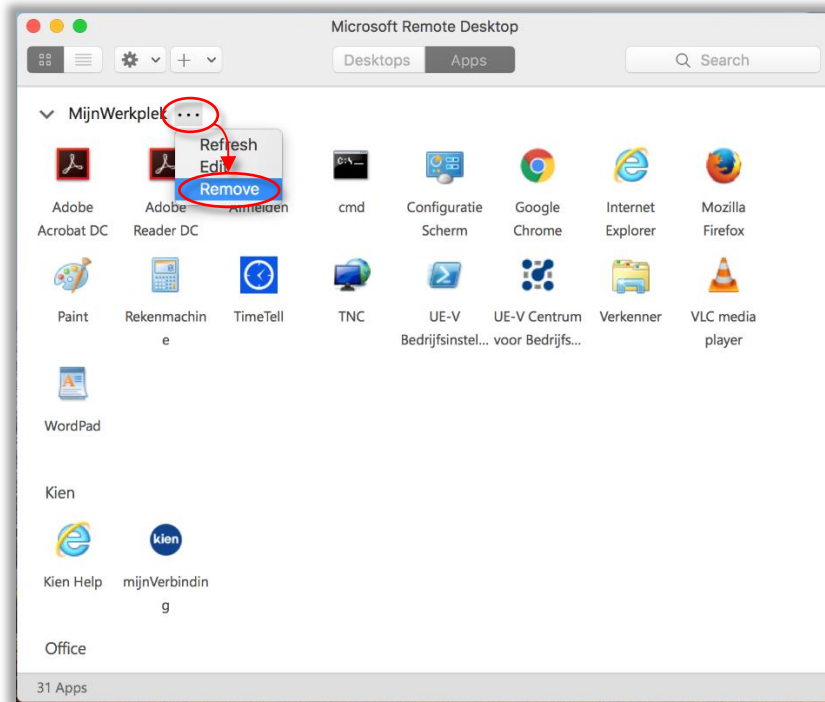 Microsoft Remote Desktop
Desktops Apps Search
MijnWerkplek ...
Refresh
Edit
Remove
Adobe Acrobat DC
Adobe Reader DC
Afmelden
C:\_
cmd
Configuratie Scherm
Google Chrome
Internet Explorer
Mozilla Firefox
Paint
Rekenmachin
e
TimeTell
TNC
UE-V
Bedrijfsinstel...
UE-V Centrum
voor Bedrijfs...
Verkenner
VLC media
player
WordPad
Kien
kien
Kien Help
mijnVerbindin
g
Office
31 Apps